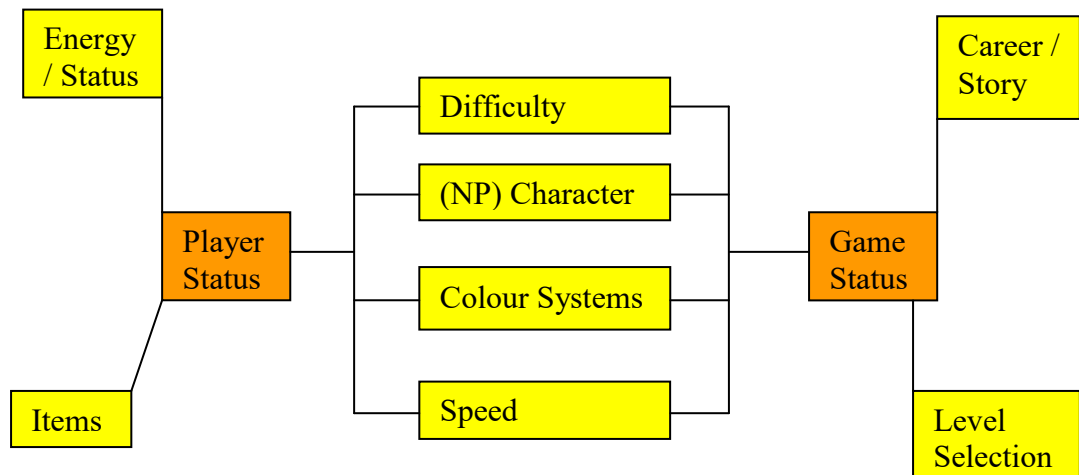 Energy
/ Status
Career /
Story
Difficulty
(NP) Character
Player
Status
Game
Status
Colour Systems
Speed
Items
Level
Selection